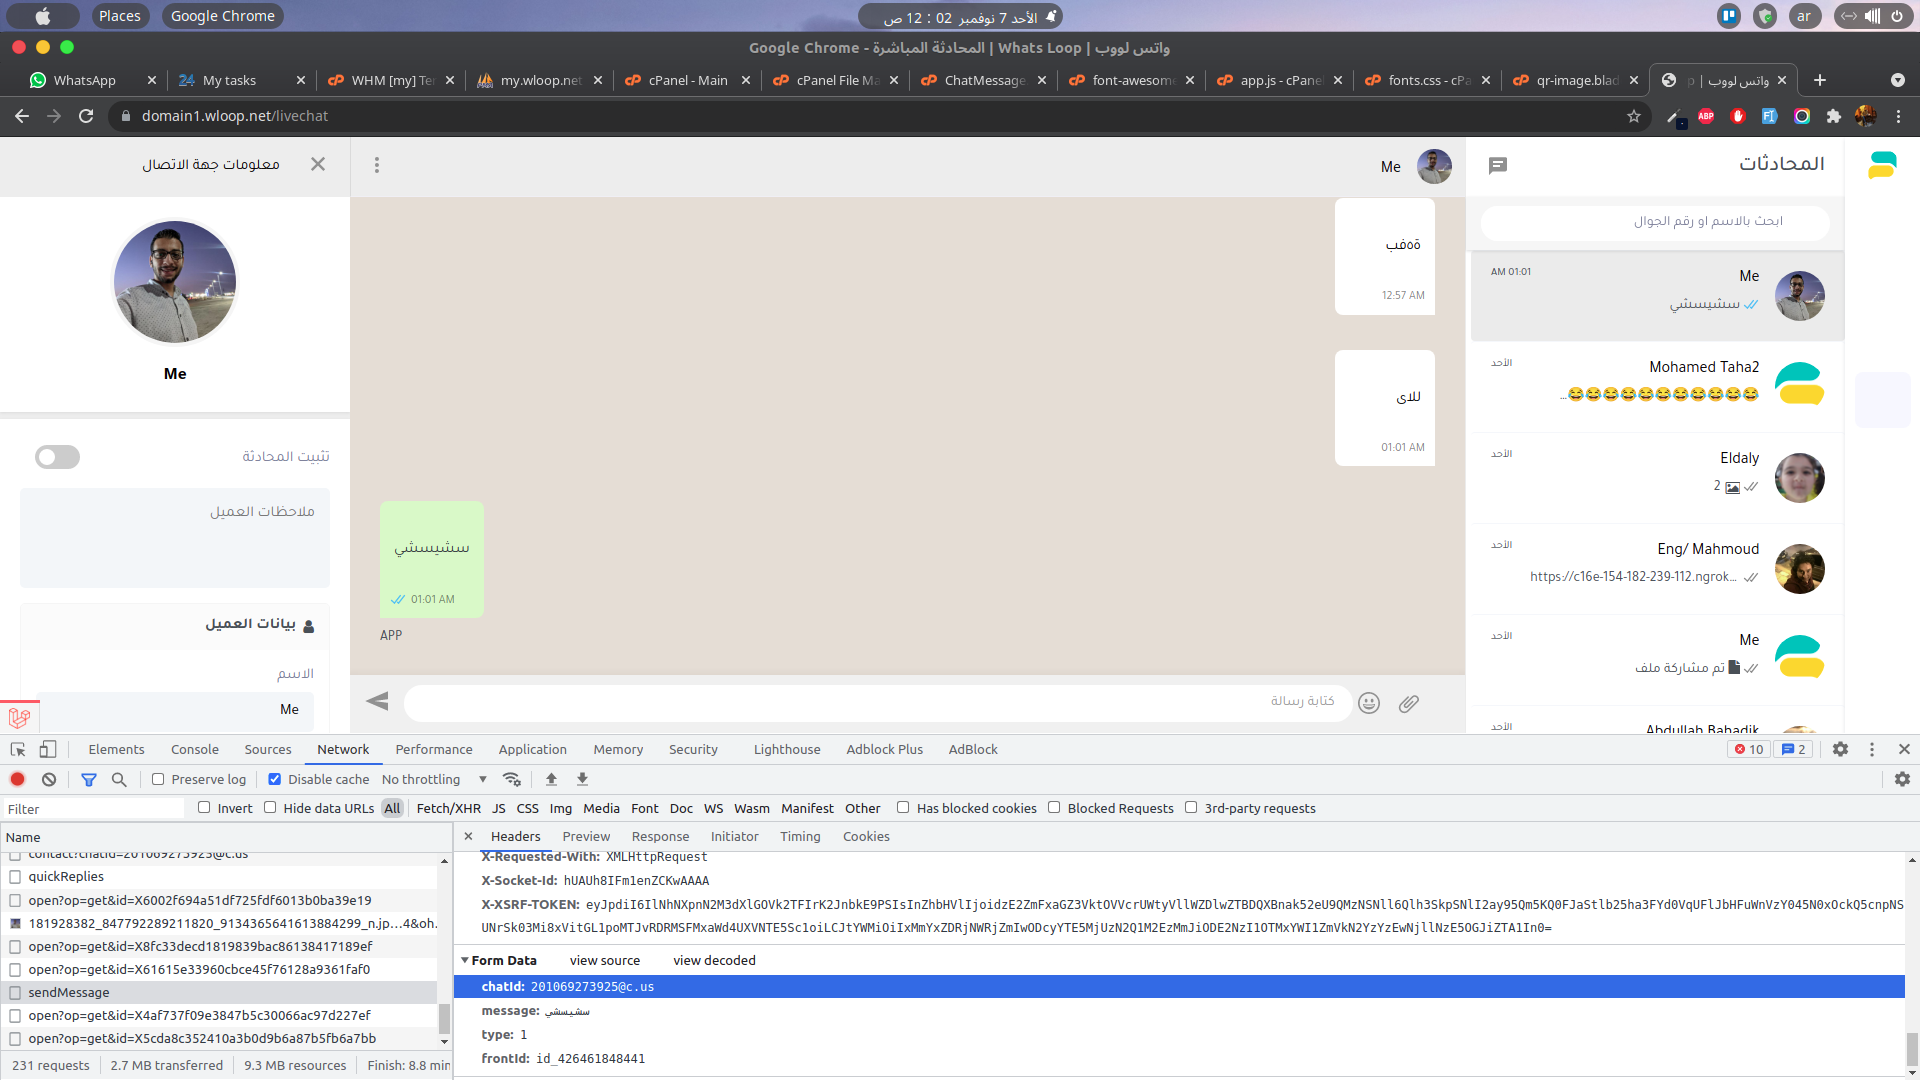 Places
Google Chrome
الأحد 7 نوفمبر 02 : 12 ص
ar
Google Chrome - المحادثة المباشرة | Whats Loop | واتس لووب
WhatsApp
My tasks
WHM [my] Te
my.wloop.net
cPanel - Main
cPanel File Ma
ChatMessage
font-awesom
app.js - cPanel
fonts.css - cPa
qr-image.blad
واتس لووب |
domain1.wloop.net/livechat
معلومات جهة الاتصال
Me
تثبيت المحادثة
ملاحظات العميل
بيانات العميل
الاسم
Me
Me
ةهفب
12:57 AM
للاى
01:01 AM
سشيسشي
01:01 AM
APP
كتابة رسالة
المحادثات
ابحث بالاسم او رقم الجوال
Me
01:01 AM
سشيسشي
Mohamed Taha2
الأحد
😂😂😂😂😂😂😂😂😂😂😂...
Eldaly
الأحد
2
Eng/ Mahmoud
الأحد
https://c16e-154-182-239-112.ngrok...
Me
الأحد
تم مشاركة ملف
Abdullah Bahadik
الأحد
Elements Console Sources Network Performance Application Memory Security Lighthouse Adblock Plus AdBlock
10
2
Preserve log
Disable cache
No throttling
Filter
Invert
Hide data URLs
All Fetch/XHR JS CSS Img Media Font Doc WS Wasm Manifest Other
Has blocked cookies
Blocked Requests
3rd-party requests
Name
contact?chatId=201069273925@c.us
quickReplies
open?op=get&id=X6002f694a51df725fdf6013b0ba39e19
181928382_847792289211820_9134365641613884299_n.jp…4&oh.
open?op=get&id=X8fc33decd1819839bac86138417189ef
open?op=get&id=X61615e33960cbce45f76128a9361faf0
sendMessage
open?op=get&id=X4af737f09e3847b5c30066ac97d227ef
open?op=get&id=X5cda8c352410a3b0d9b6a87b5fb6a7bb
231 requests
2.7 MB transferred
9.3 MB resources
Finish: 8.8 min
Headers Preview Response Initiator Timing Cookies
X-Requested-With: XMLHttpRequest
X-Socket-Id: hUAUh8IFm1enZCKwAAAA
X-XSRF-TOKEN:
Form Data
view source
view decoded
chatId: 201069273925@c.us
message: سشيسشي
type: 1
frontId: id_426461848441